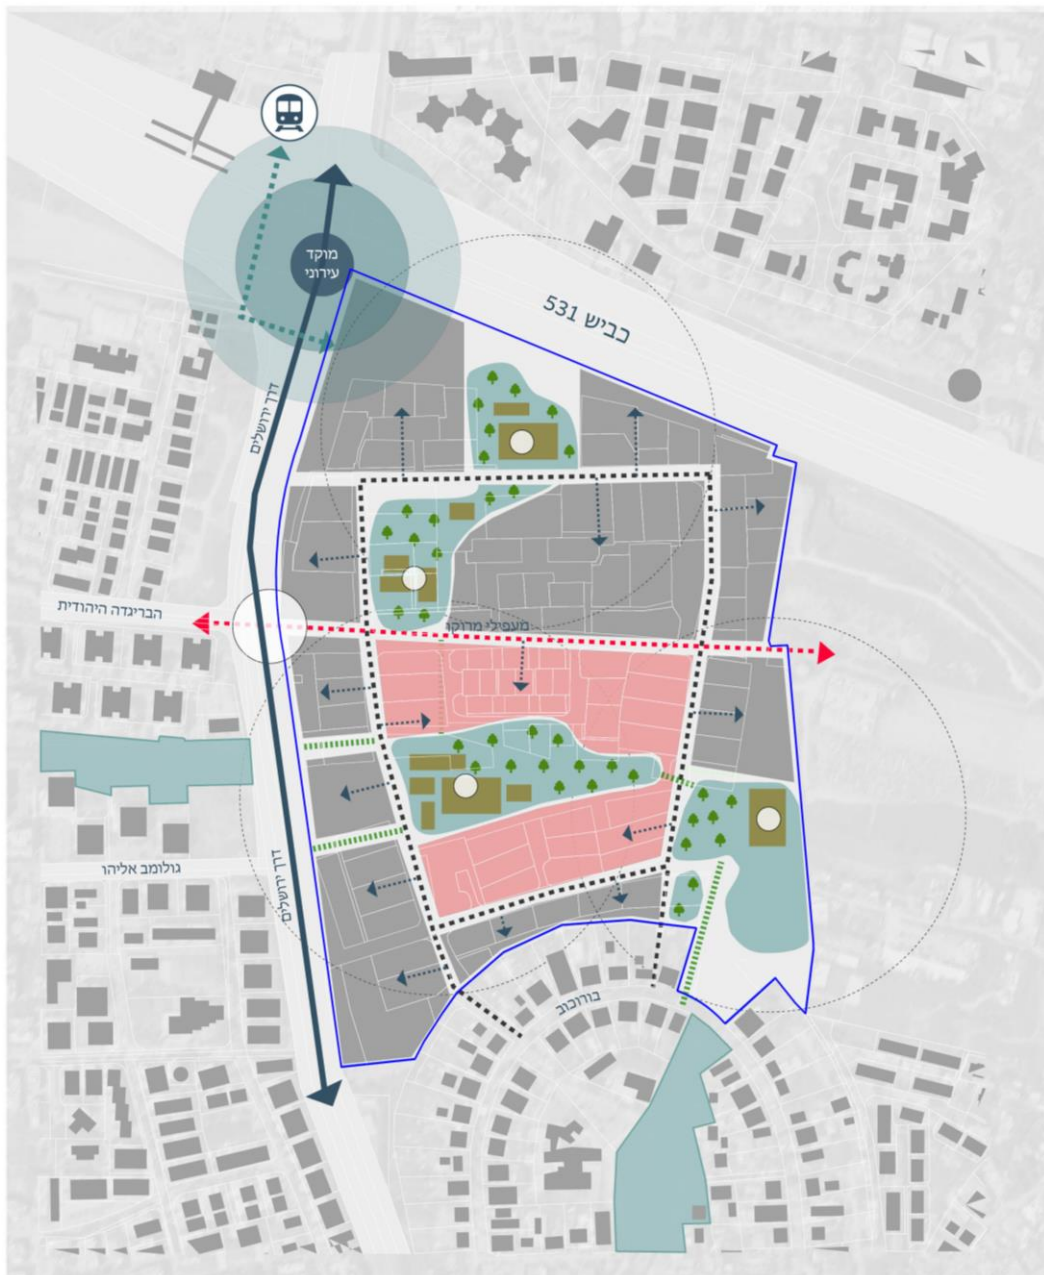 מוקד
עירוני
כביש 531
דרך ירושלים
הבריגדה היהודית
מעפילי מרוקו
גולומב אליהו
דרך ירושלים
בורוכוב